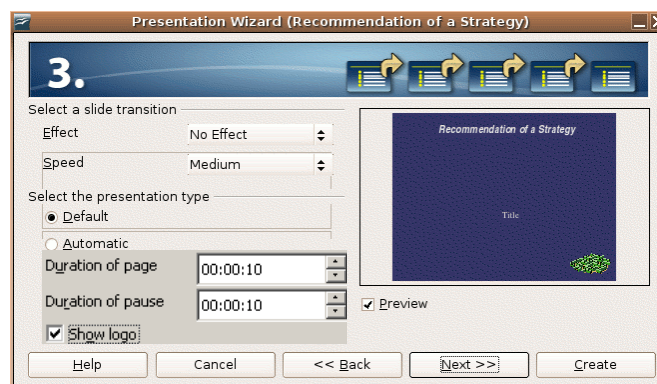 Presentation Wizard (Recommendation of a Strategy)
3.
Select a slide transition
Effect No Effect
Speed Medium
Select the presentation type
Default
Automatic
Duration of page 00:00:10
Duration of pause 00:00:10
Show logo
Recommendation of a Strategy
Title
Preview
Help Cancel << Back Next >> Create